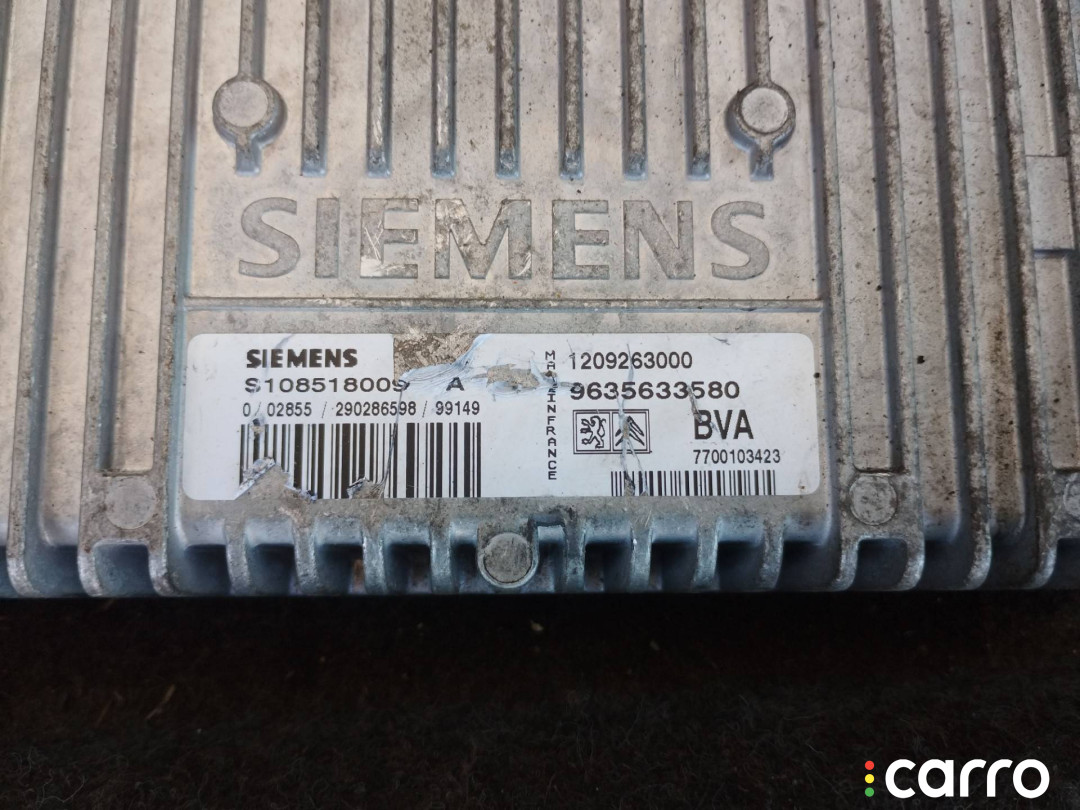 SIEMENS
SIEMENS
S108518009 A
0 / 02855 / 290286598 / 99149
MADE IN FRANCE
1209263000
9635633580
BVA
7700103423
carro